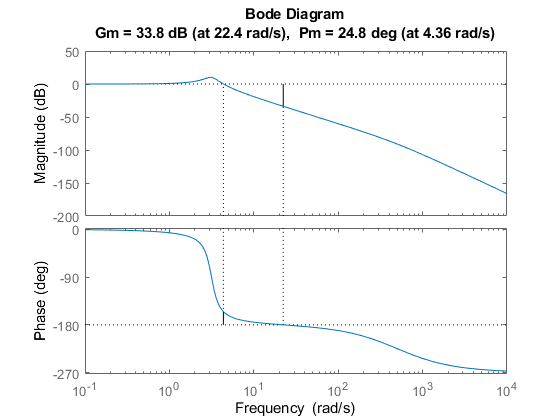 Bode Diagram
Gm = 33.8 dB (at 22.4 rad/s), Pm = 24.8 deg (at 4.36 rad/s)
50
0
-50
-100
-150
-200
Magnitude (dB)
0
-90
-180
-270
Phase (deg)
10^-1 10^0 10^1 10^2 10^3 10^4
Frequency (rad/s)